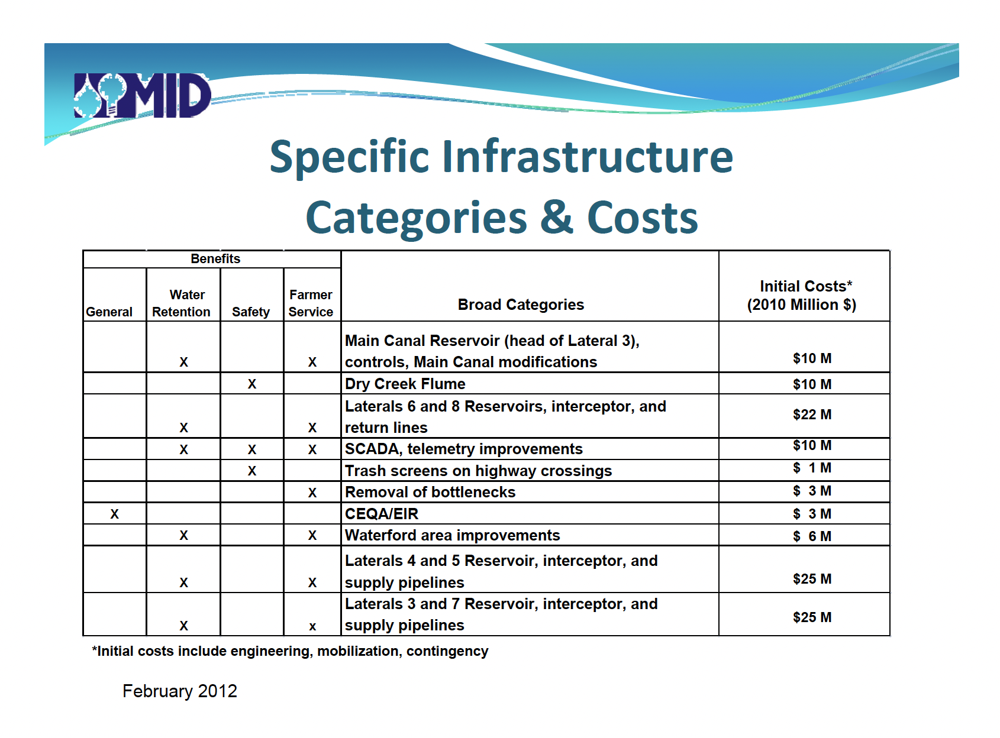 MID
Specific Infrastructure
Categories & Costs
Benefits
General
Water
Retention
Safety
Farmer
Service
Broad Categories
Initial Costs*
(2010 Million $)
X X Main Canal Reservoir (head of Lateral 3),
controls, Main Canal modifications $10 M
X Dry Creek Flume $10 M
X X Laterals 6 and 8 Reservoirs, interceptor, and
return lines $22 M
X X X SCADA, telemetry improvements $10 M
X Trash screens on highway crossings $ 1 M
X Removal of bottlenecks $ 3 M
X CEQA/EIR $ 3 M
X X Waterford area improvements $ 6 M
Laterals 4 and 5 Reservoir, interceptor, and
X X supply pipelines $25 M
Laterals 3 and 7 Reservoir, interceptor, and
X x supply pipelines $25 M
*Initial costs include engineering, mobilization, contingency
February 2012